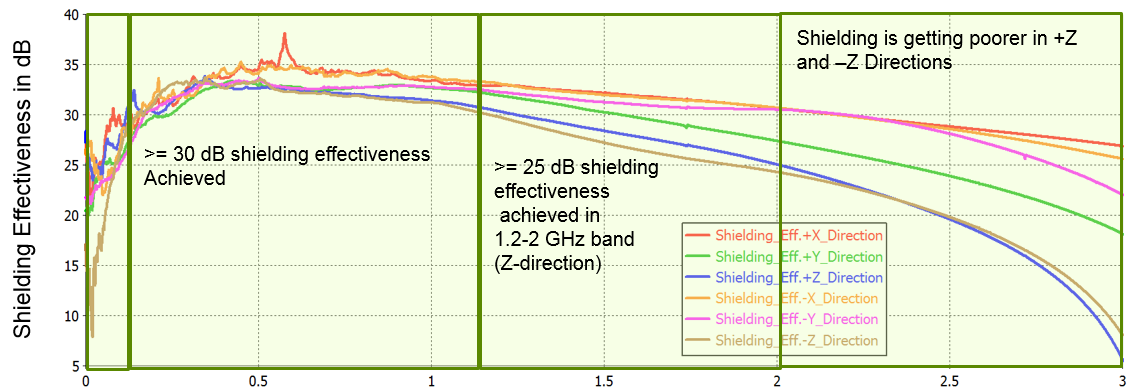 Shielding Effectiveness in dB
40
35
30
25
20
15
10
5
0
0.5
1
1.5
2
2.5
3
>= 30 dB shielding effectiveness
Achieved
>= 25 dB shielding
effectiveness
achieved in
1.2-2 GHz band
(Z-direction)
Shielding is getting poorer in +Z
and –Z Directions
Shielding_Eff.+X_Direction
Shielding_Eff.+Y_Direction
Shielding_Eff.+Z_Direction
Shielding_Eff.-X_Direction
Shielding_Eff.-Y_Direction
Shielding_Eff.-Z_Direction